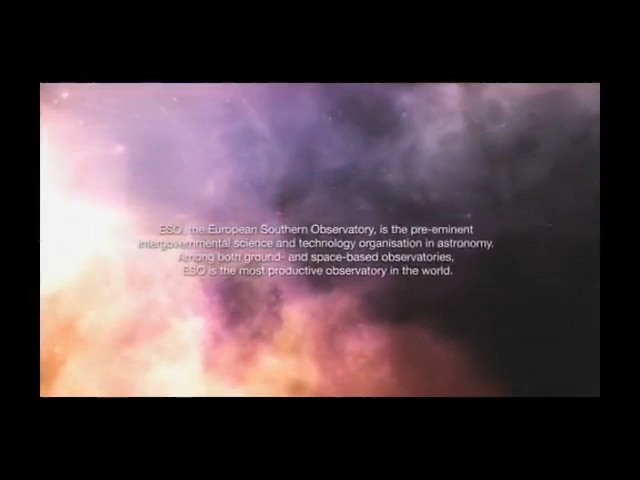 ESO, the European Southern Observatory, is the pre-eminent
intergovernmental science and technology organisation in astronomy.
Among both ground- and space-based observatories,
ESO is the most productive observatory in the world.